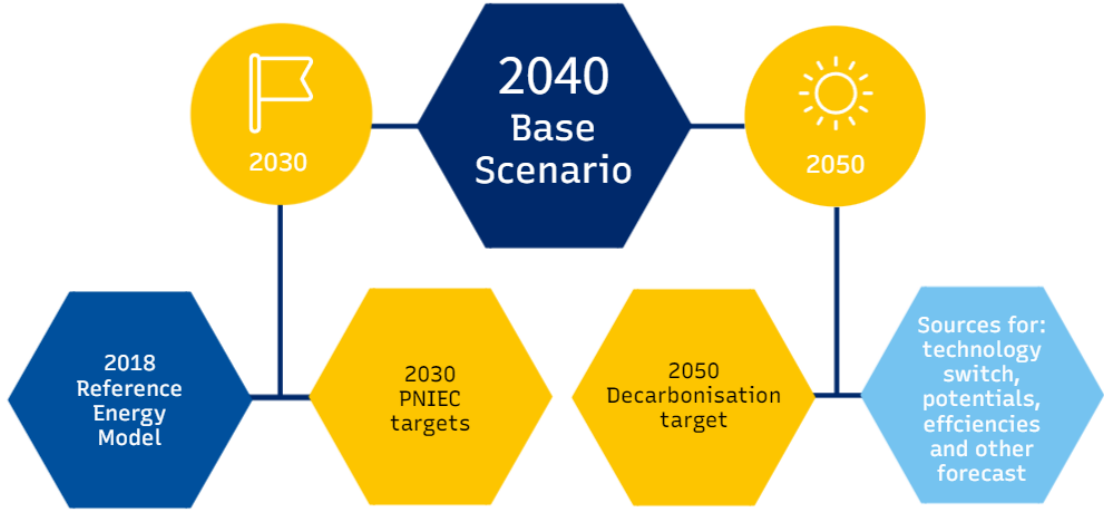 2040
Base
Scenario
2030
2050
2018
Reference
Energy
Model
2030
PNIEC
targets
2050
Decarbonisation
target
Sources for:
technology
switch,
potentials,
effciencies
and other
forecast